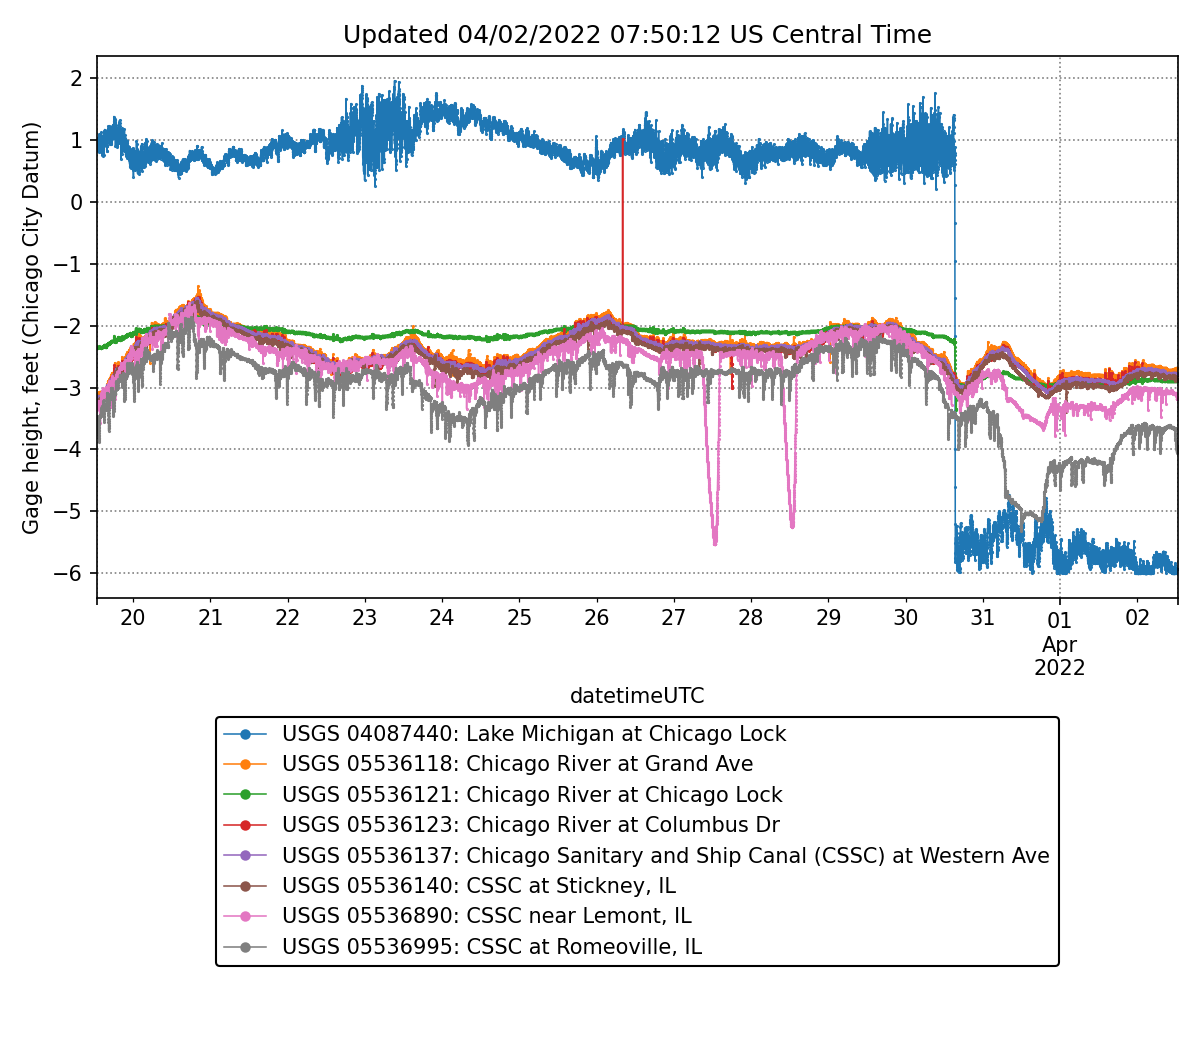 Updated 04/02/2022 07:50:12 US Central Time
Gage height, feet (Chicago City Datum)
2
1
0
−1
−2
−3
−4
−5
−6
20 21 22 23 24 25 26 27 28 29 30 31 01 02
Apr
2022
datetimeUTC
USGS 04087440: Lake Michigan at Chicago Lock
USGS 05536118: Chicago River at Grand Ave
USGS 05536121: Chicago River at Chicago Lock
USGS 05536123: Chicago River at Columbus Dr
USGS 05536137: Chicago Sanitary and Ship Canal (CSSC) at Western Ave
USGS 05536140: CSSC at Stickney, IL
USGS 05536890: CSSC near Lemont, IL
USGS 05536995: CSSC at Romeoville, IL